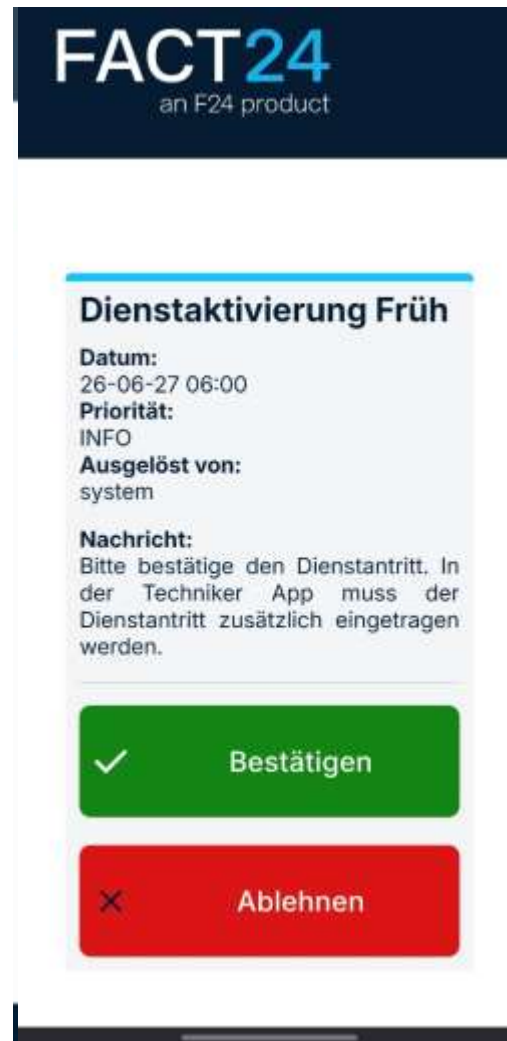 FACT24
an F24 product
Dienstaktivierung Früh
Datum:
26-06-27 06:00
Priorität:
INFO
Ausgelöst von:
system
Nachricht:
Bitte bestätige den Dienstantritt. In
der Techniker App muss der
Dienstantritt zusätzlich eingetragen
werden.
Bestätigen
Ablehnen